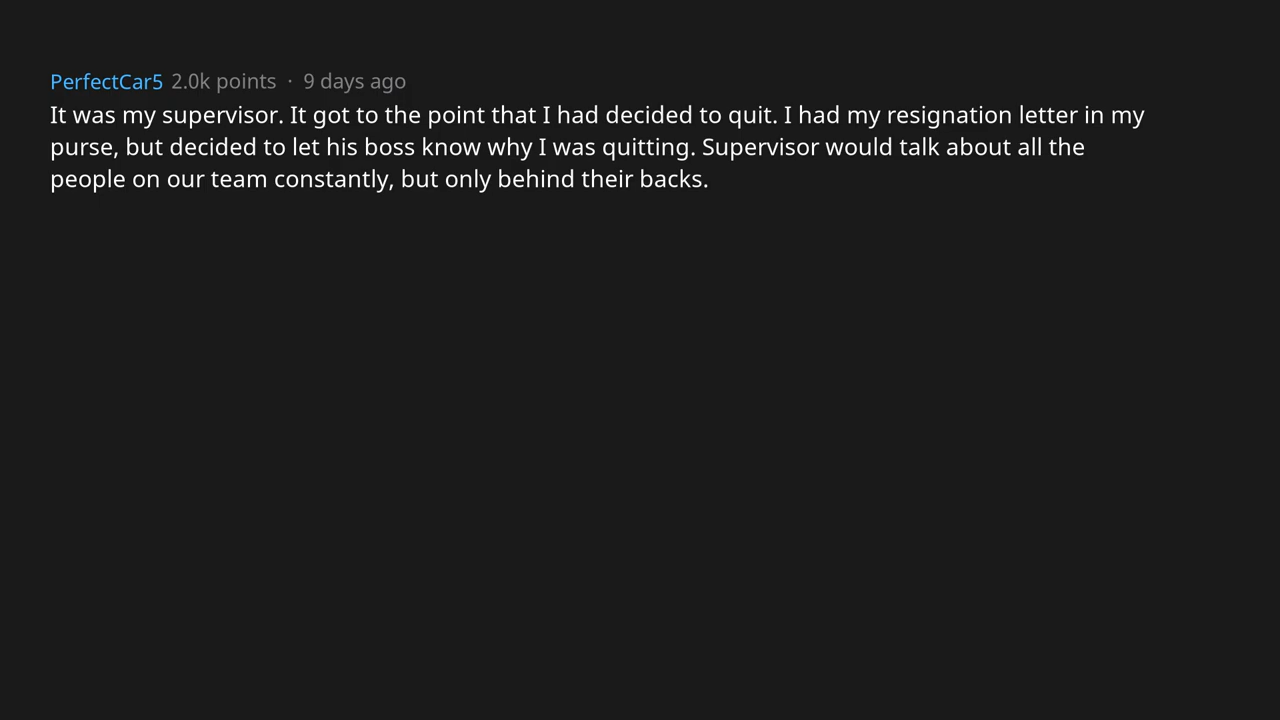 PerfectCar5 2.0k points · 9 days ago
It was my supervisor. It got to the point that I had decided to quit. I had my resignation letter in my
purse, but decided to let his boss know why I was quitting. Supervisor would talk about all the
people on our team constantly, but only behind their backs.